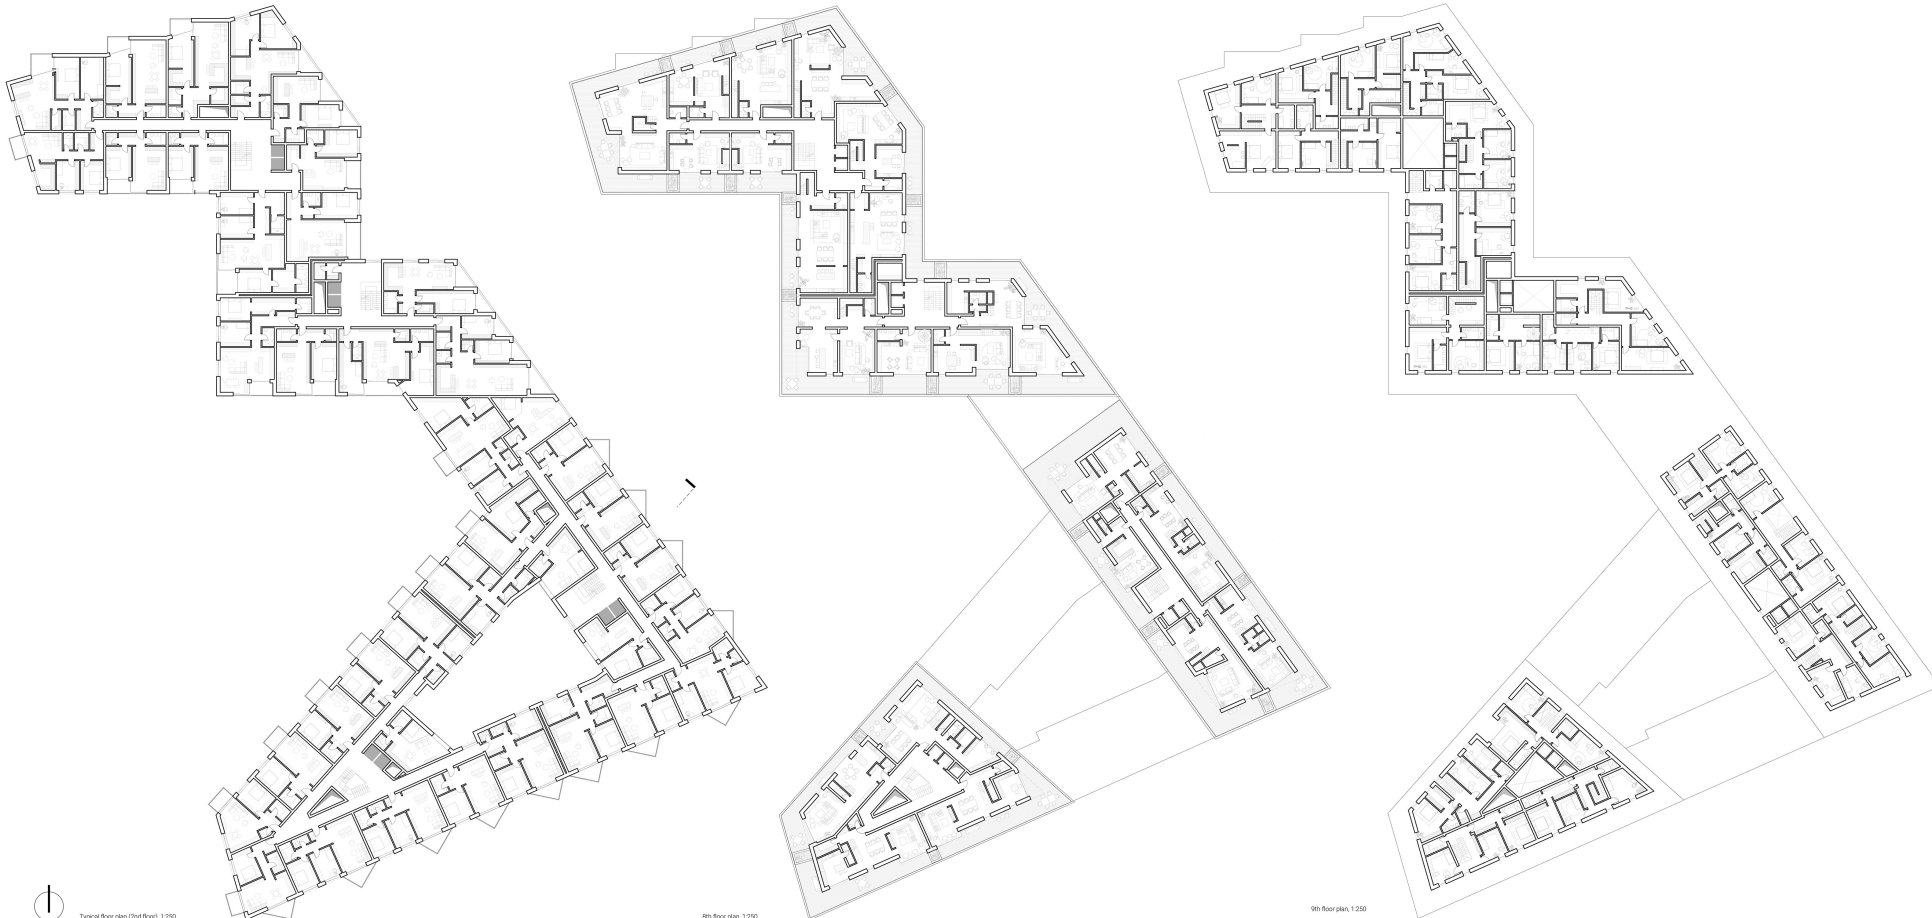 Typical floor plan (2nd floor), 1:250
8th floor plan, 1:250
9th floor plan, 1:250